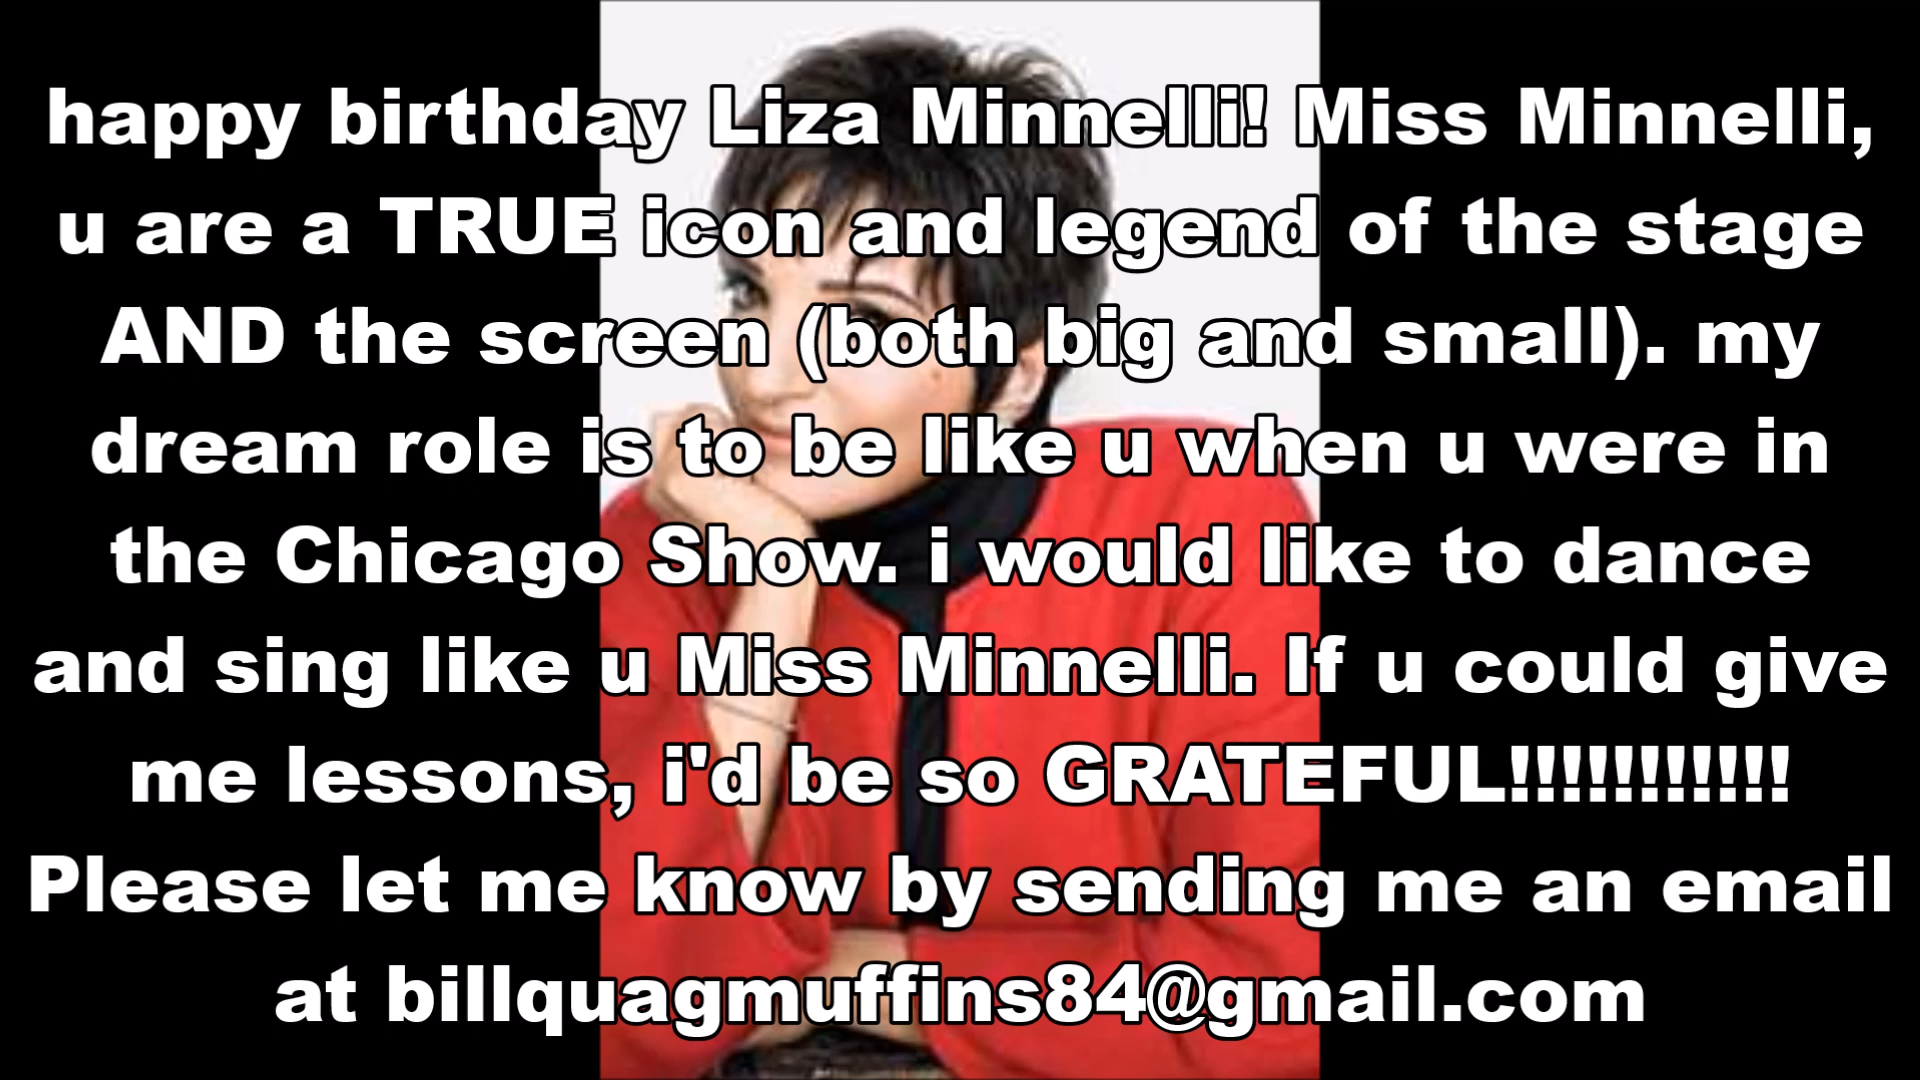 happy birthday Liza Minnelli! Miss Minnelli,
u are a TRUE icon and legend of the stage
AND the screen (both big and small). my
dream role is to be like u when u were in
the Chicago Show. i would like to dance
and sing like u Miss Minnelli. If u could give
me lessons, i'd be so GRATEFUL!!!!!!!!!!!
Please let me know by sending me an email
at billquagmuffins84@gmail.com